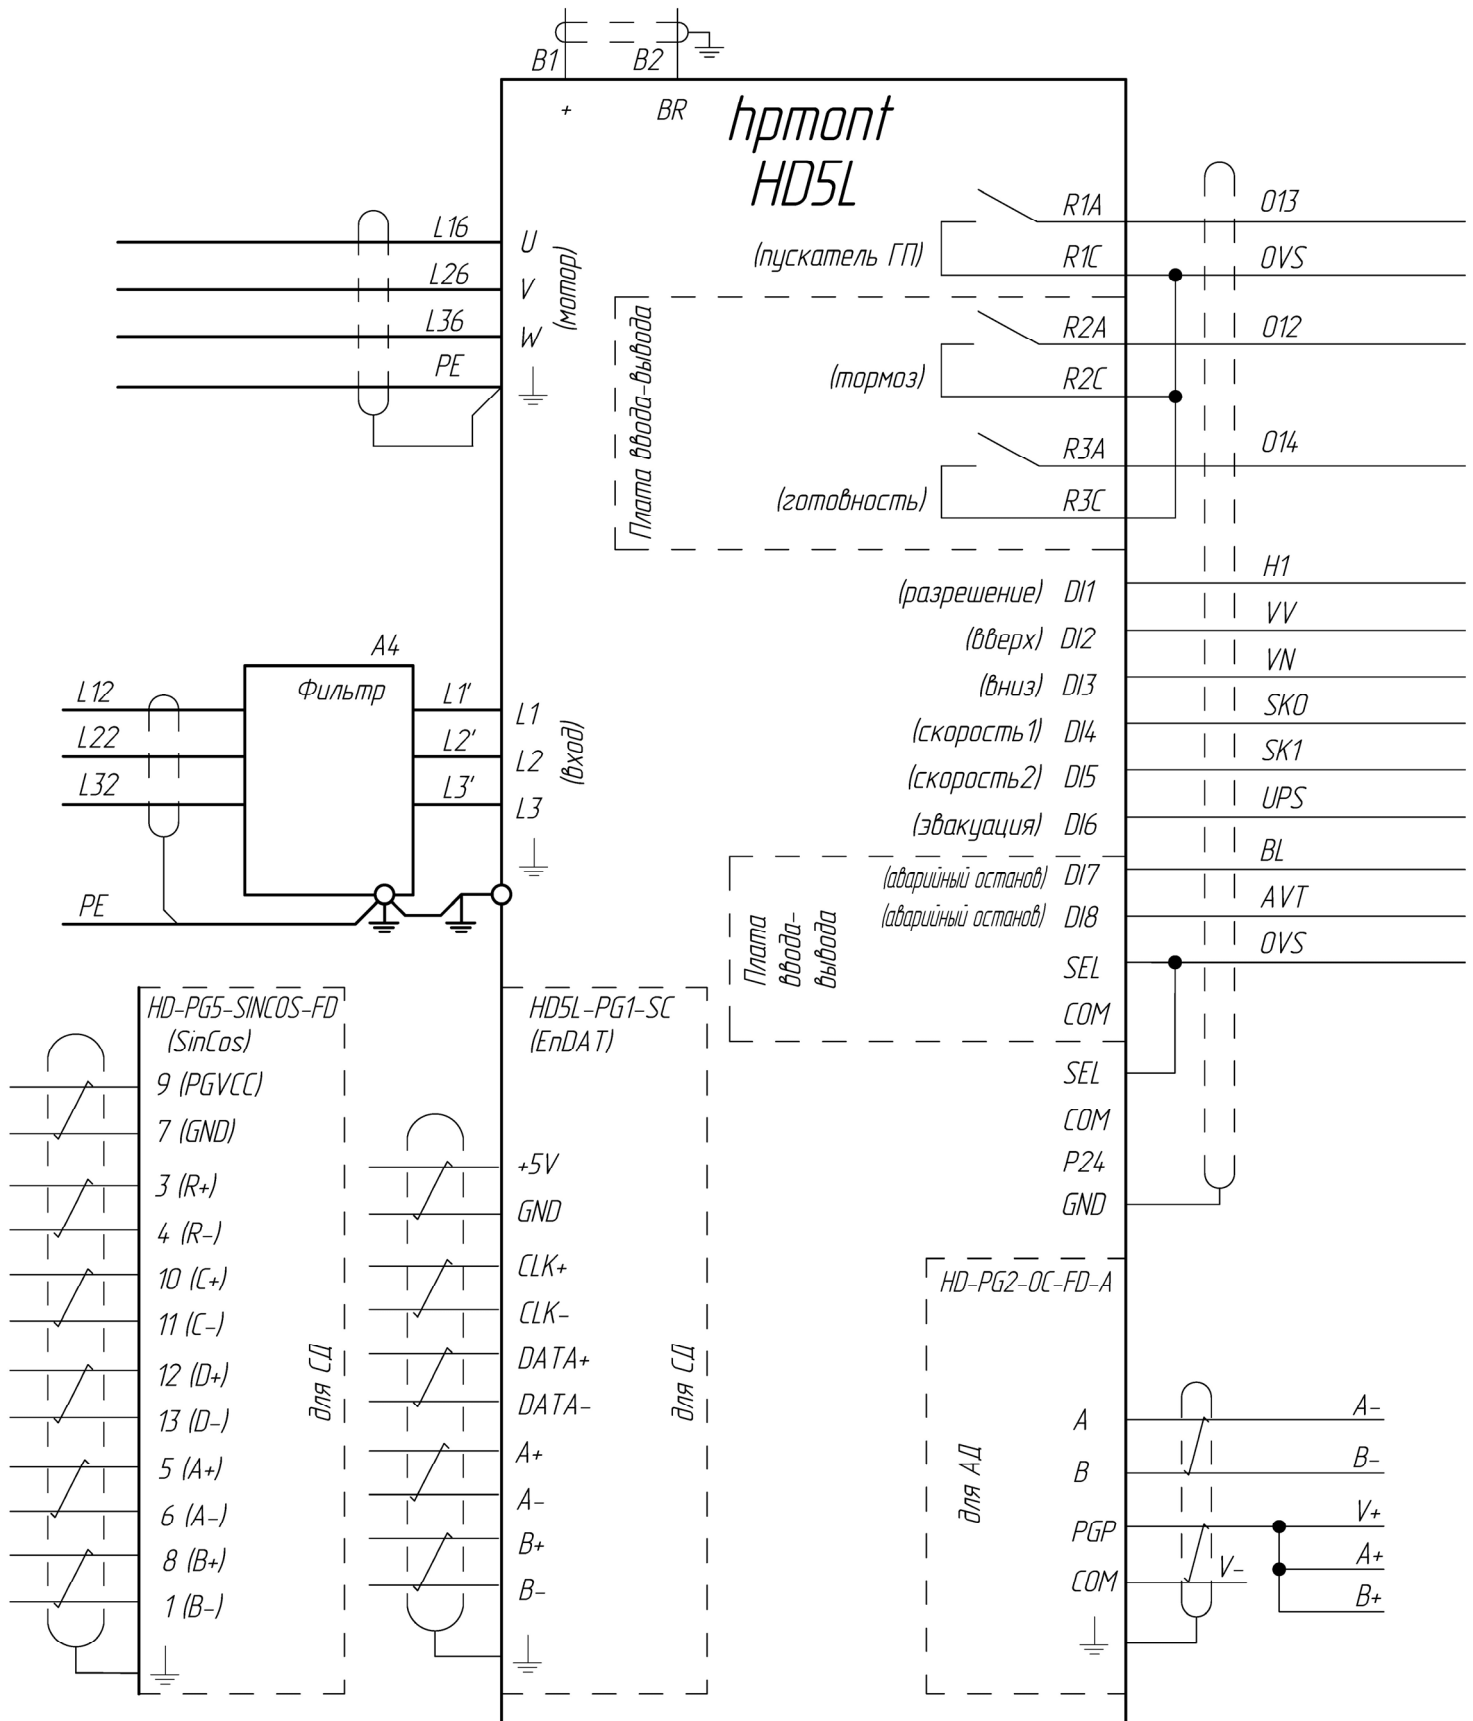 B1
B2
+
BR
hpmont
HD5L
L16
L26
L36
PE
U
V
W
(мотор)
(пускатель ГП)
R1A
R1C
013
0VS
Плата ввода-вывода
(тормоз)
R2A
R2C
012
(готовность)
R3A
R3C
014
(разрешение) DI1
H1
(вверх) DI2
VV
(вниз) DI3
VN
(скорость1) DI4
SK0
(скорость2) DI5
SK1
(эвакуация) DI6
UPS
A4
Фильтр
L12
L22
L32
PE
L1'
L2'
L3'
L1
L2
L3
(вход)
Плата
ввода-
вывода
(аварийный останов) DI7
BL
(аварийный останов) DI8
AVT
SEL
0VS
COM
SEL
COM
P24
GND
HD-PG5-SINCOS-FD
(SinCos)
9 (PGVCC)
7 (GND)
3 (R+)
4 (R-)
10 (C+)
11 (C-)
12 (D+)
13 (D-)
5 (A+)
6 (A-)
8 (B+)
1 (B-)
для СД
HD5L-PG1-SC
(EnDAT)
+5V
GND
CLK+
CLK-
DATA+
DATA-
A+
A-
B+
B-
для СД
HD-PG2-OC-FD-A
для АД
A
B
PGP
COM
A-
B-
V+
V-
A+
B+